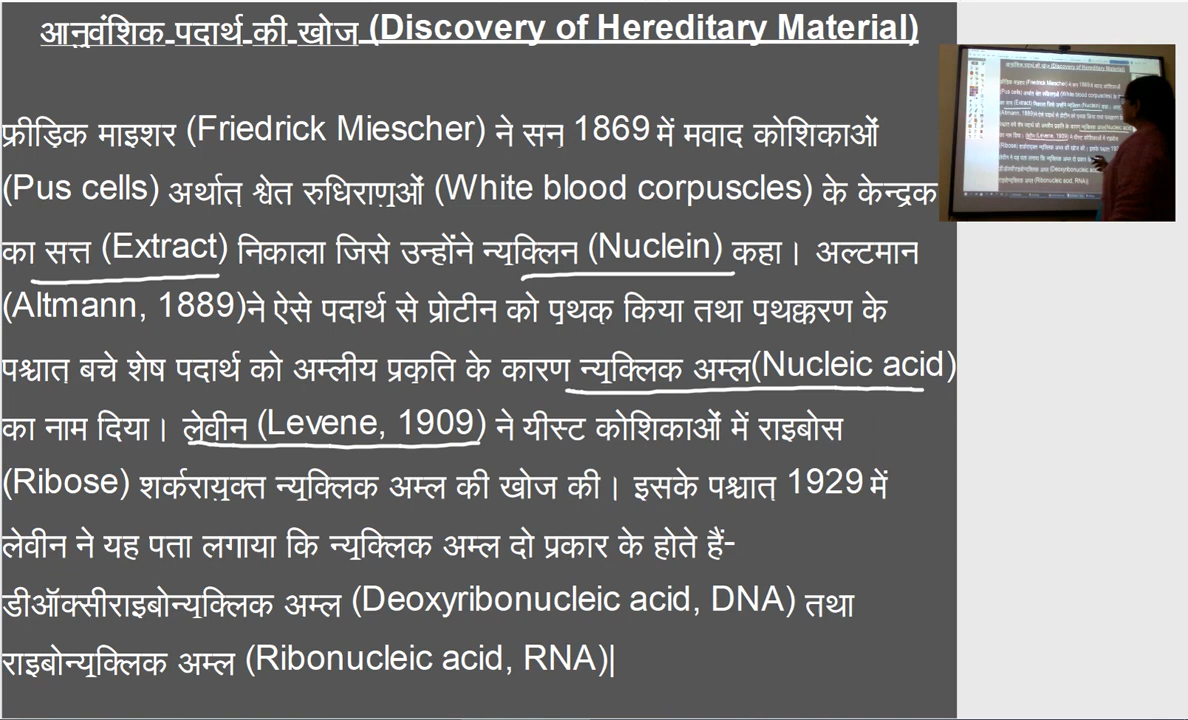 आनुवंशिक पदार्थ की खोज (Discovery of Hereditary Material)
फ्रीड्रिक माइशर (Friedrick Miescher) ने सन् 1869 में मवाद कोशिकाओं
(Pus cells) अर्थात् श्वेत रुधिराणुओं (White blood corpuscles) के केन्द्रक
का सत्त (Extract) निकाला जिसे उन्होंने न्यूक्लिन (Nuclein) कहा। अल्टमान
(Altmann, 1889)ने ऐसे पदार्थ से प्रोटीन को पृथक् किया तथा पृथक्करण के
पश्चात् बचे शेष पदार्थ को अम्लीय प्रकृति के कारण न्यूक्लिक अम्ल(Nucleic acid)
का नाम दिया। लेवीन (Levene, 1909) ने यीस्ट कोशिकाओं में राइबोस
(Ribose) शर्करायुक्त न्यूक्लिक अम्ल की खोज की। इसके पश्चात् 1929 में
लेवीन ने यह पता लगाया कि न्यूक्लिक अम्ल दो प्रकार के होते हैं-
डीऑक्सीराइबोन्यूक्लिक अम्ल (Deoxyribonucleic acid, DNA) तथा
राइबोन्यूक्लिक अम्ल (Ribonucleic acid, RNA)|